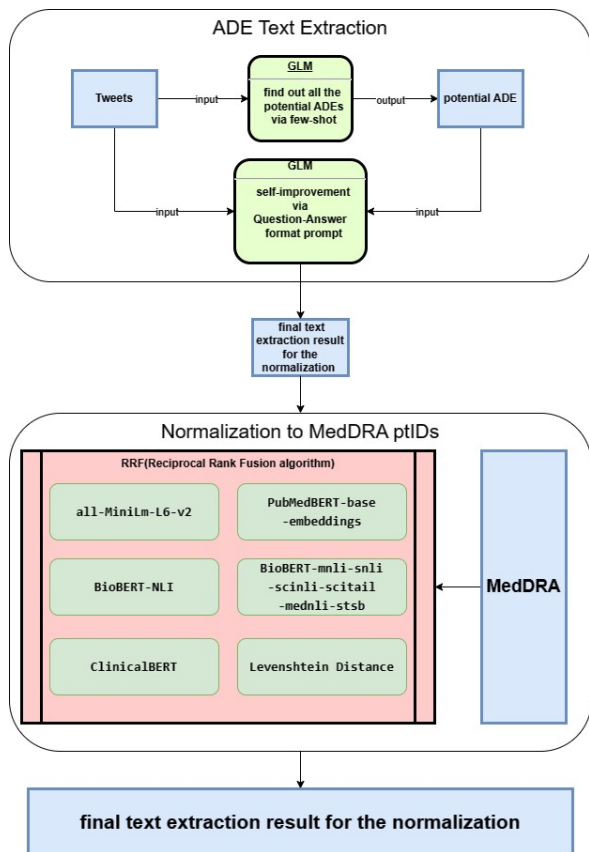 ADE Text Extraction
GLM
Tweets
input
find out all the
potential ADEs
via few-shot
output
potential ADE
GLM
self-improvement
via
Question-Answer
format prompt
input
input
final text
extraction result
for the
normalization
Normalization to MedDRA ptIDs
RRF(Reciprocal Rank Fusion algorithm)
all-MiniLm-L6-v2
PubMedBERT-base
-embeddings
BioBERT-NLI
BioBERT-mnli-snli
-scinli-scitail
-mednli-stsb
ClinicalBERT
Levenshtein Distance
MedDRA
final text extraction result for the normalization